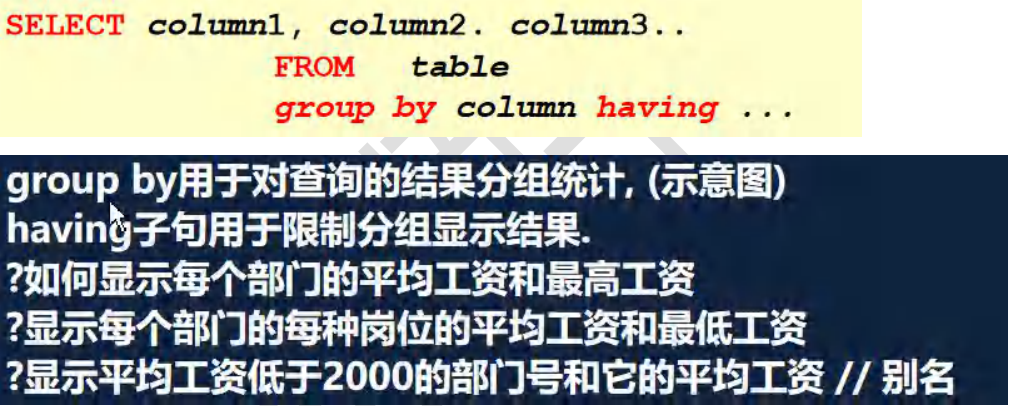 SELECT column1, column2. column3..
FROM table
group by column having ...
group by用于对查询的结果分组统计, (示意图)
having子句用于限制分组显示结果.
?如何显示每个部门的平均工资和最高工资
?显示每个部门的每种岗位的平均工资和最低工资
?显示平均工资低于2000的部门号和它的平均工资 // 别名